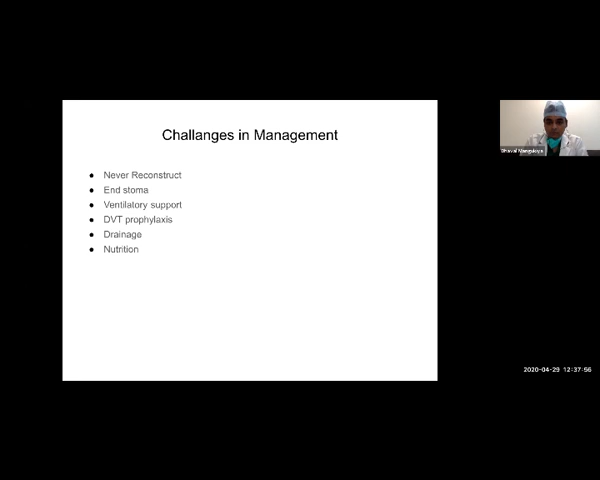 Challanges in Management
● Never Reconstruct
● End stoma
● Ventilatory support
● DVT prophylaxis
● Drainage
● Nutrition
2020-04-29 12:37:56